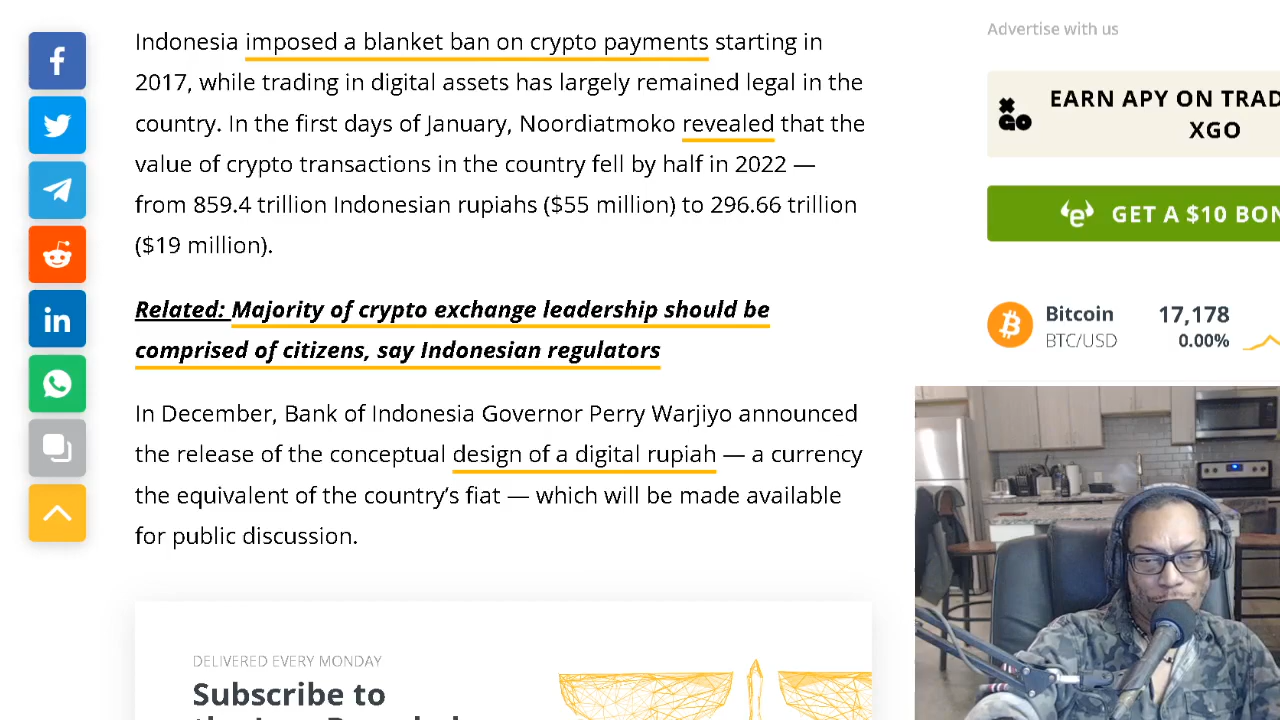 Advertise with us
Indonesia imposed a blanket ban on crypto payments starting in
2017, while trading in digital assets has largely remained legal in the
country. In the first days of January, Noordiatmoko revealed that the
value of crypto transactions in the country fell by half in 2022 —
from 859.4 trillion Indonesian rupiahs ($55 million) to 296.66 trillion
($19 million).
Related: Majority of crypto exchange leadership should be
comprised of citizens, say Indonesian regulators
In December, Bank of Indonesia Governor Perry Warjiyo announced
the release of the conceptual design of a digital rupiah — a currency
the equivalent of the country’s fiat — which will be made available
for public discussion.
DELIVERED EVERY MONDAY
Subscribe to
XGO
EARN APY ON TRAD
XGO
GET A $10 BON
Bitcoin 17,178
BTC/USD 0.00%